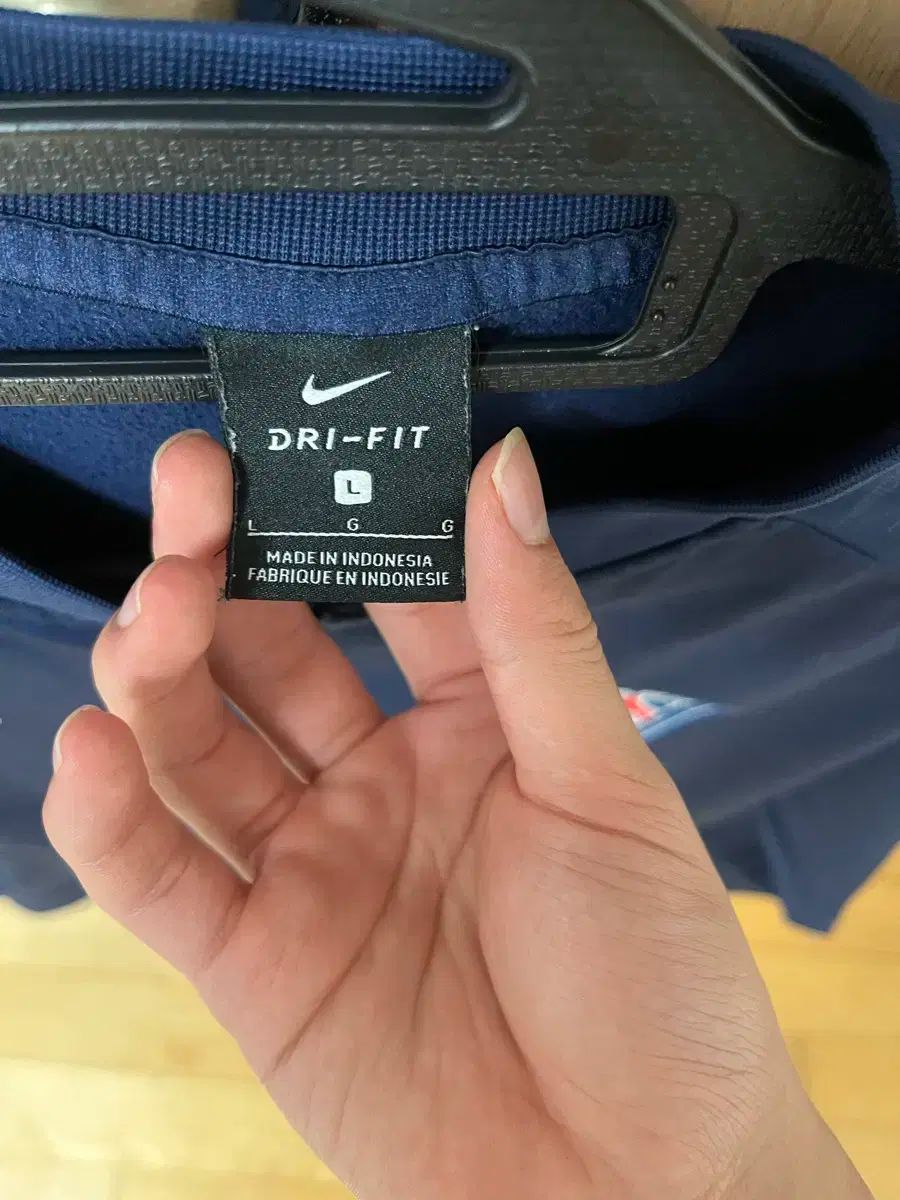 DRI-FIT
L
L G G
MADE IN INDONESIA
FABRIQUE EN INDONESIE